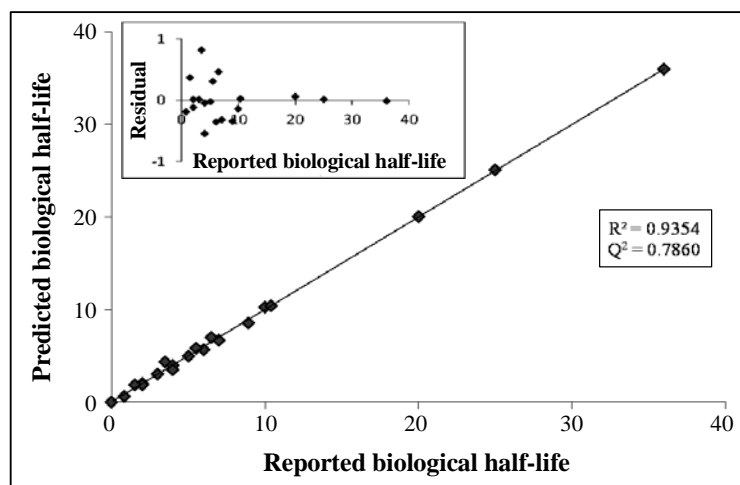 40
30
20
10
0
Predicted biological half-life
0 10 20 30 40
Reported biological half-life
1
0
-1
Residual
0 10 20 30 40
Reported biological half-life
R² = 0.9354
Q² = 0.7860